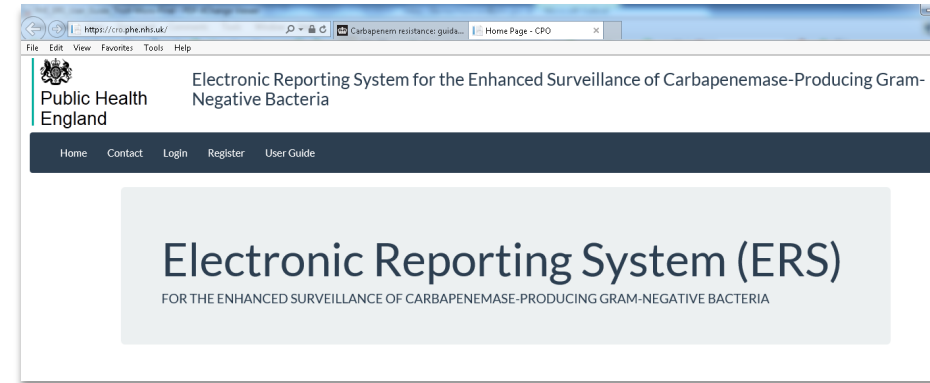 https://cro.phe.nhs.uk/
Carbapenem resistance: guida...
Home Page - CPO
File Edit View Favorites Tools Help
Public Health
England
Electronic Reporting System for the Enhanced Surveillance of Carbapenemase-Producing Gram-
Negative Bacteria
Home Contact Login Register User Guide
Electronic Reporting System (ERS)
FOR THE ENHANCED SURVEILLANCE OF CARBAPENEMASE-PRODUCING GRAM-NEGATIVE BACTERIA